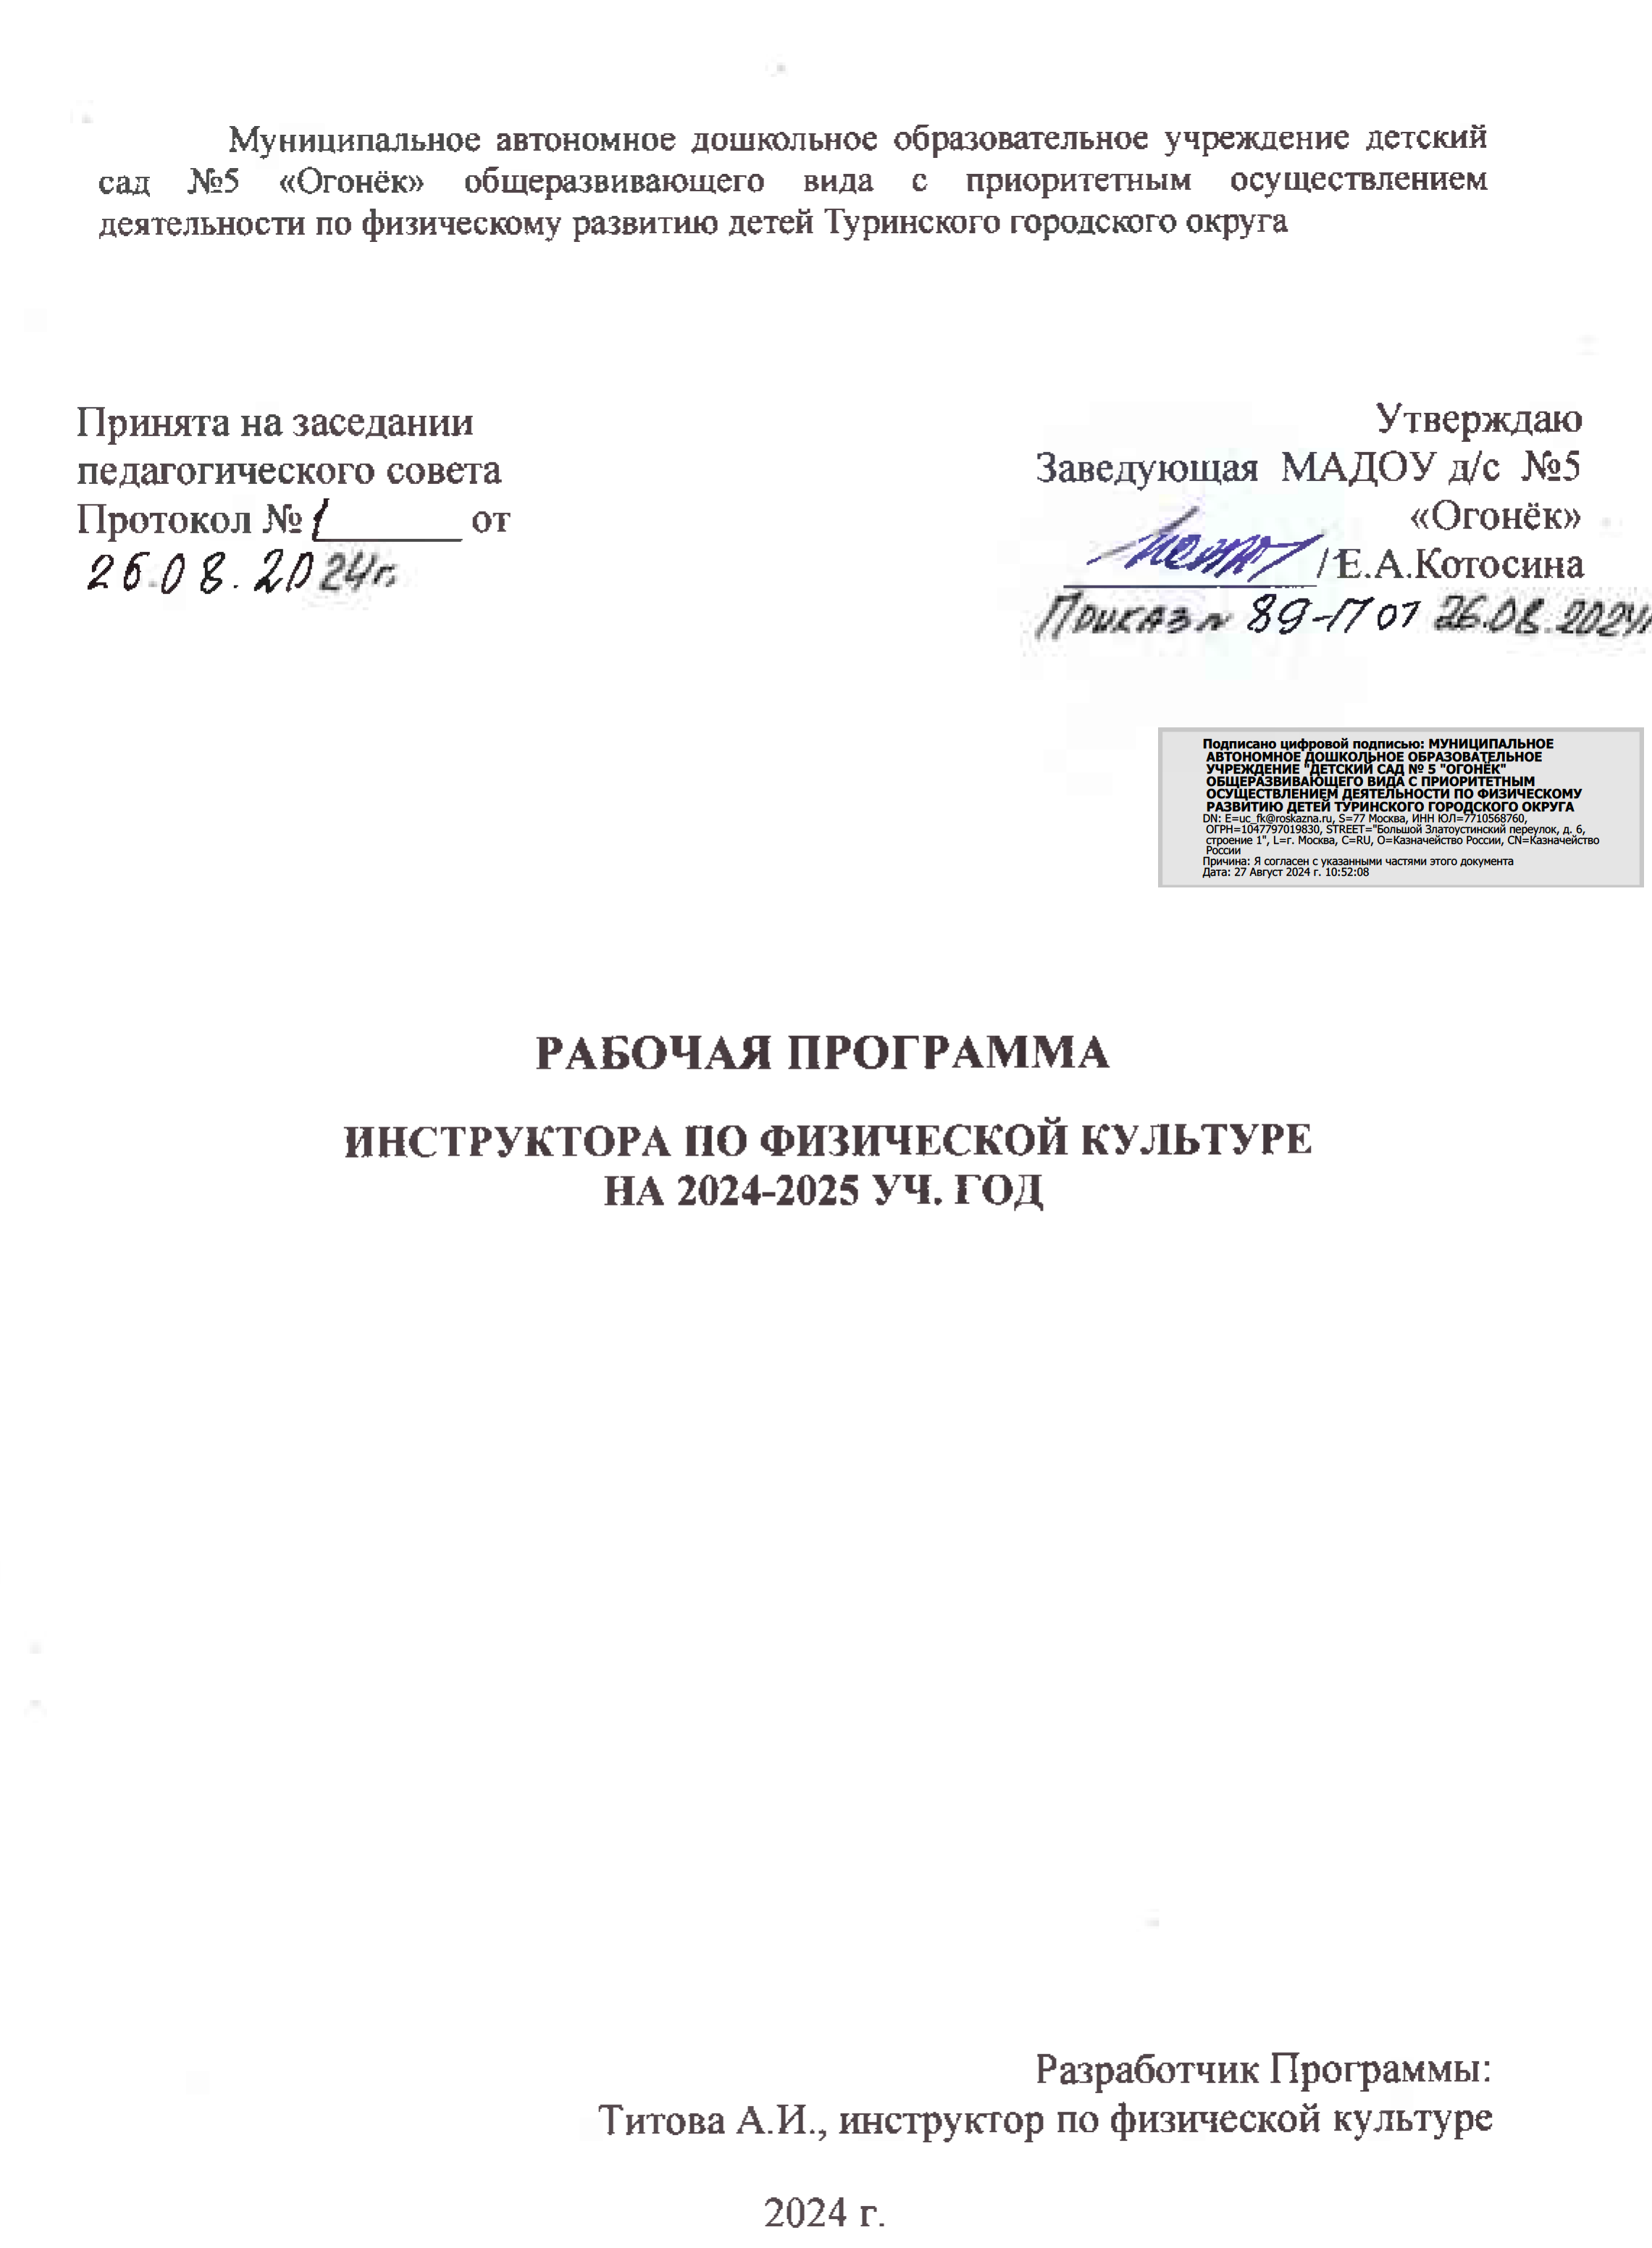 Муниципальное автономное дошкольное образовательное учреждение детский
сад №5 «Огонёк» общеразвивающего вида с приоритетным осуществлением
деятельности по физическому развитию детей Туринского городского округа
Принята на заседании
педагогического совета
Протокол № 1 от
26.08.2024г.
Утверждаю
Заведующая МАДОУ д/с №5
«Огонёк»
/ Е.А.Котосина
Приказ № 89-П от 26.08.2024г
Подписано цифровой подписью: МУНИЦИПАЛЬНОЕ
АВТОНОМНОЕ ДОШКОЛЬНОЕ ОБРАЗОВАТЕЛЬНОЕ
УЧРЕЖДЕНИЕ "ДЕТСКИЙ САД № 5 "ОГОНЁК"
ОБЩЕРАЗВИВАЮЩЕГО ВИДА С ПРИОРИТЕТНЫМ
ОСУЩЕСТВЛЕНИЕМ ДЕЯТЕЛЬНОСТИ ПО ФИЗИЧЕСКОМУ
РАЗВИТИЮ ДЕТЕЙ ТУРИНСКОГО ГОРОДСКОГО ОКРУГА
DN: E=uc_fk@roskazna.ru, S=77 Москва, ИНН ЮЛ=7710568760,
ОГРН=1047797019830, STREET="Большой Златоустинский переулок, д. 6,
строение 1", L=г. Москва, C=RU, O=Казначейство России, CN=Казначейство
России
Причина: Я согласен с указанными частями этого документа
Дата: 27 Август 2024 г. 10:52:08
РАБОЧАЯ ПРОГРАММА
ИНСТРУКТОРА ПО ФИЗИЧЕСКОЙ КУЛЬТУРЕ
НА 2024-2025 УЧ. ГОД
Разработчик Программы:
Титова А.И., инструктор по физической культуре
2024 г.